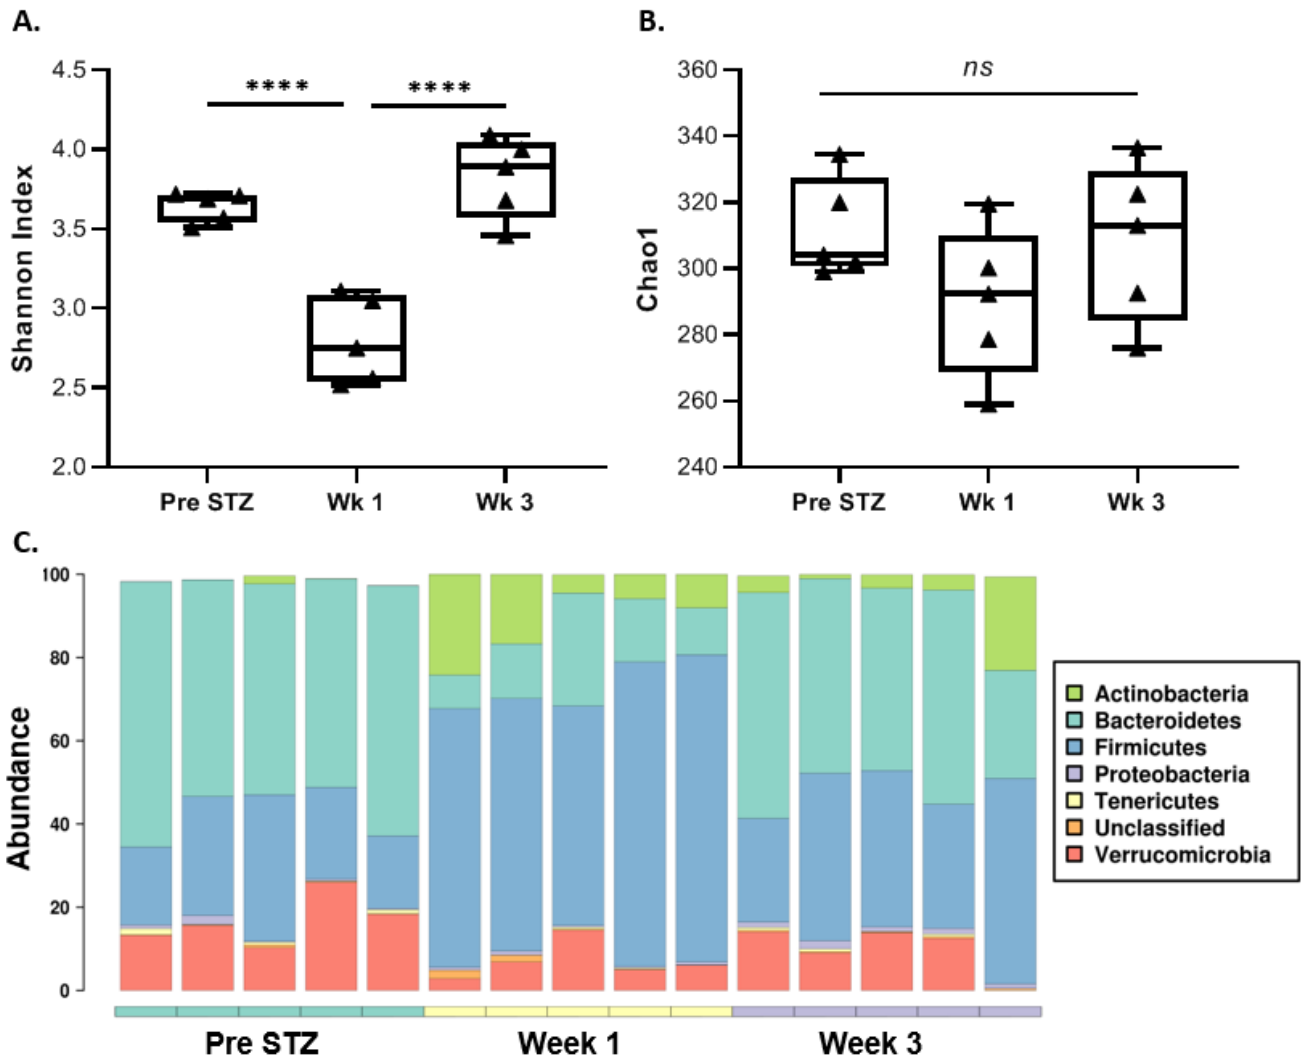 A.
4.5
4.0
3.5
3.0
2.5
2.0
Shannon Index
****
****
Pre STZ
Wk 1
Wk 3
B.
360
340
320
300
280
260
240
Chao1
ns
Pre STZ
Wk 1
Wk 3
C.
100
80
60
40
20
0
Abundance
Pre STZ
Week 1
Week 3
Actinobacteria
Bacteroidetes
Firmicutes
Proteobacteria
Tenericutes
Unclassified
Verrucomicrobia